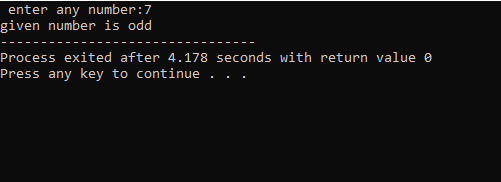 enter any number:7
given number is odd
--------------------------------
Process exited after 4.178 seconds with return value 0
Press any key to continue . . .